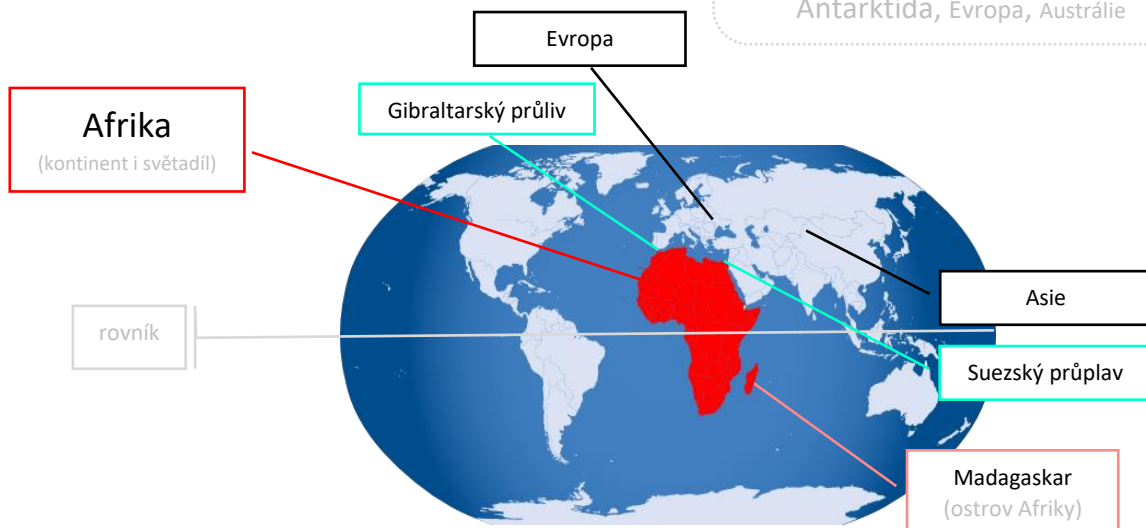 Antarktida, Evropa, Austrálie
Evropa
Gibraltarský průliv
Afrika
(kontinent i světadíl)
Asie
rovník
Suezský průplav
Madagaskar
(ostrov Afriky)